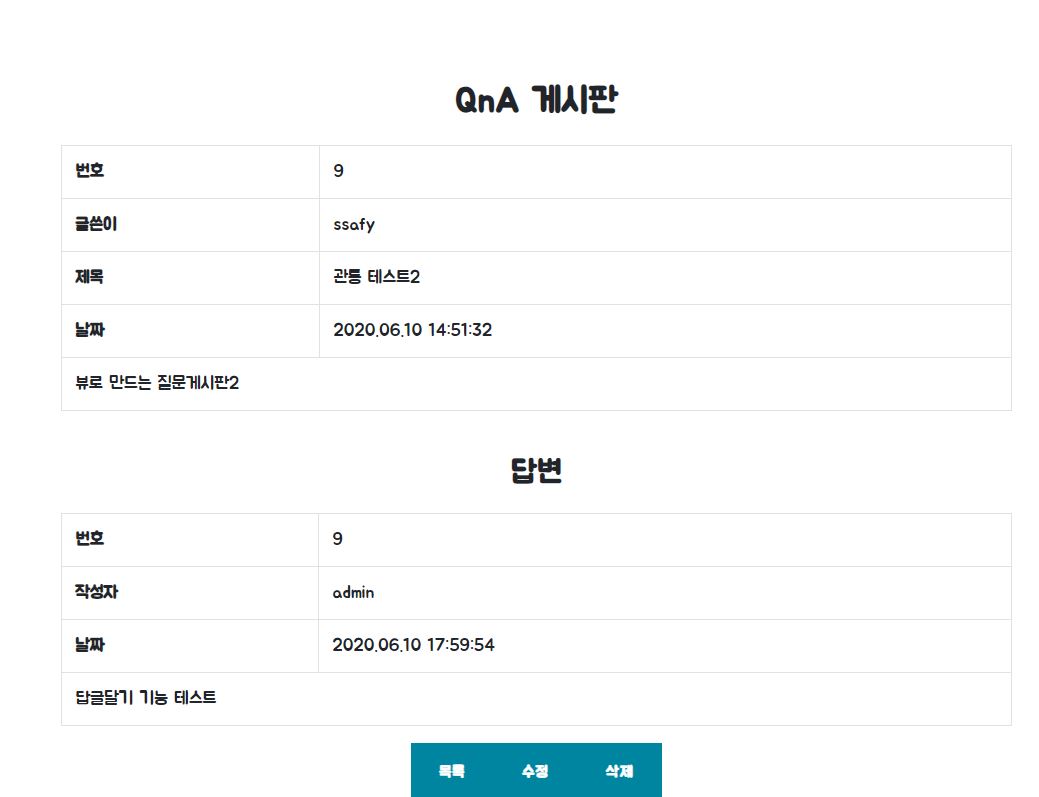 QnA 게시판
번호 9
글쓴이 ssafy
제목 관통 테스트2
날짜 2020.06.10 14:51:32
뷰로 만드는 질문게시판2
답변
번호 9
작성자 admin
날짜 2020.06.10 17:59:54
답글달기 기능 테스트
목록 수정 삭제